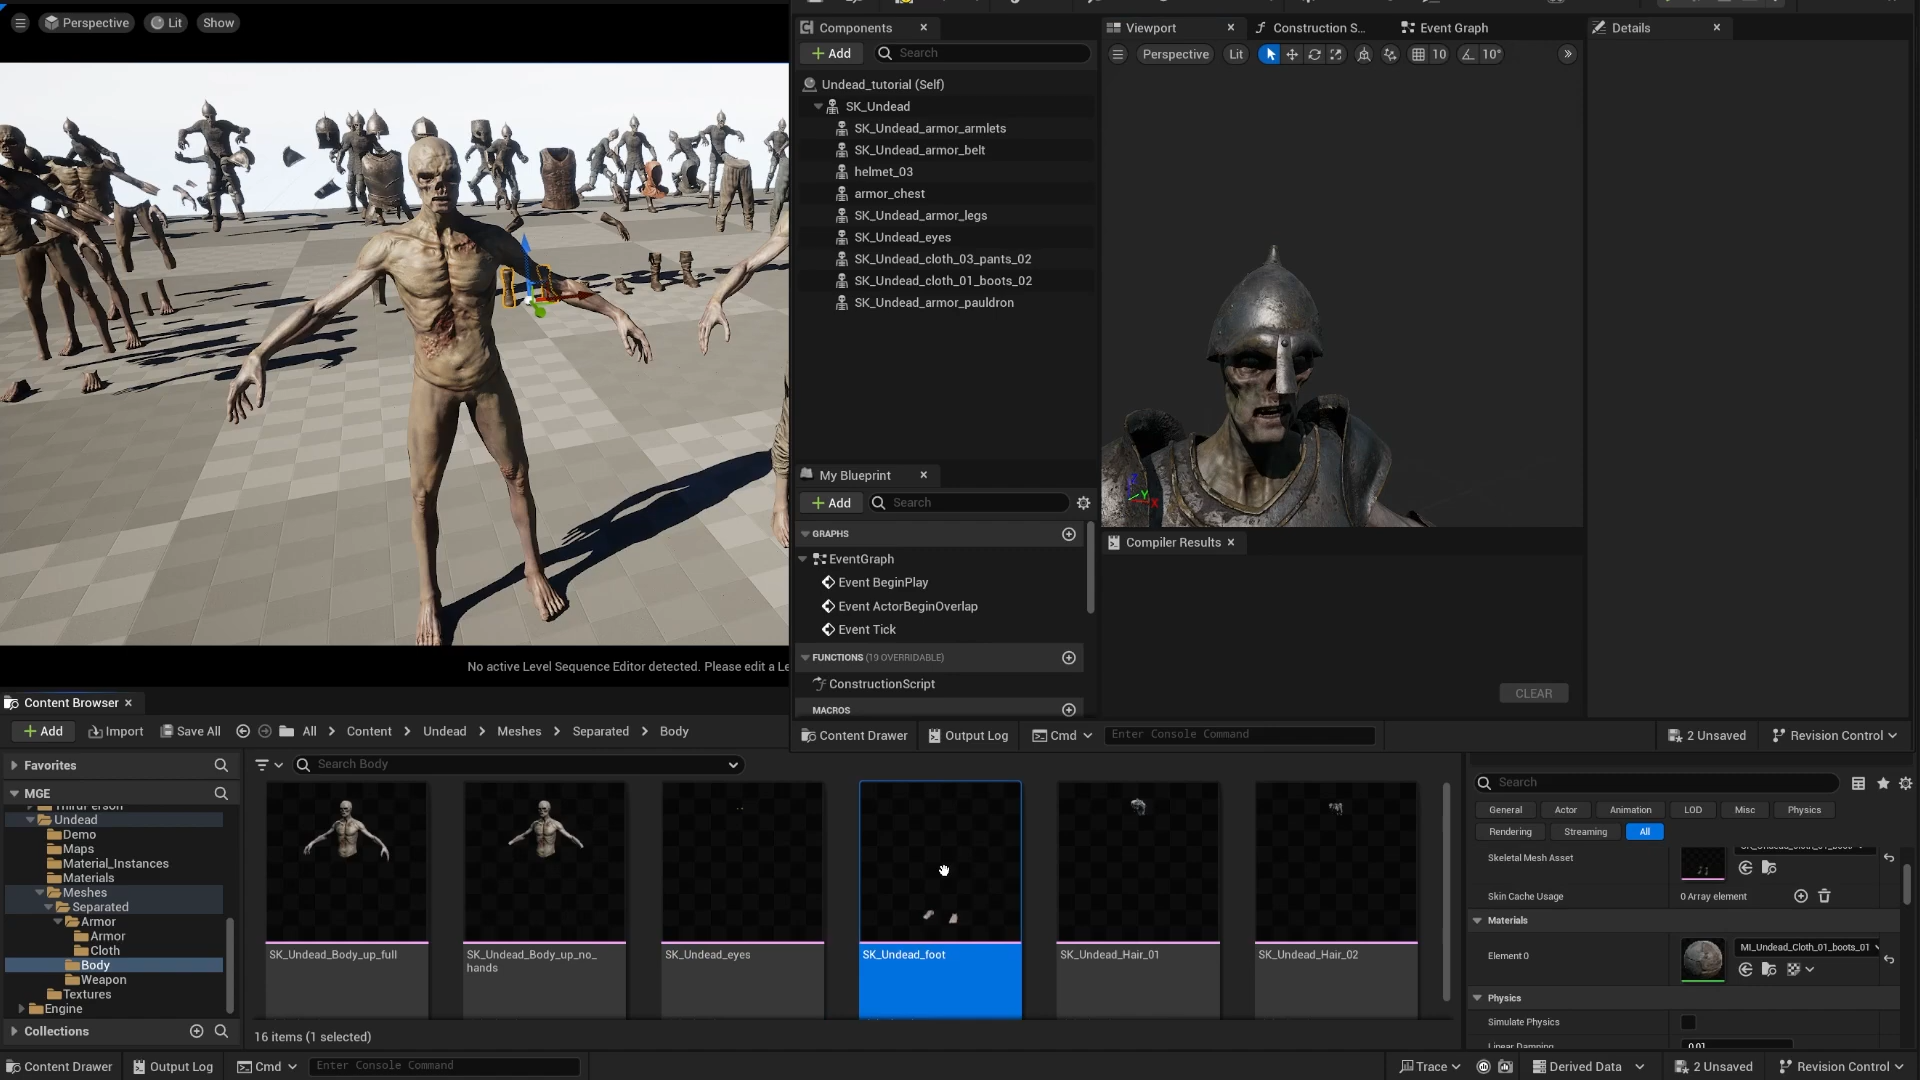 Perspective
Lit
Show
No active Level Sequence Editor detected. Please edit a Le
Components
Add
Search
Undead_tutorial (Self)
SK_Undead
SK_Undead_armor_armlets
SK_Undead_armor_belt
helmet_03
armor_chest
SK_Undead_armor_legs
SK_Undead_eyes
SK_Undead_cloth_03_pants_02
SK_Undead_cloth_01_boots_02
SK_Undead_armor_pauldron
My Blueprint
Add
Search
GRAPHS
EventGraph
Event BeginPlay
Event ActorBeginOverlap
Event Tick
FUNCTIONS (19 OVERRIDABLE)
ConstructionScript
MACROS
Viewport
Construction S...
Event Graph
Perspective
Lit
10
10°
Y
X
Compiler Results
CLEAR
Details
Content Drawer
Output Log
Cmd
Enter Console Command
2 Unsaved
Revision Control
Content Browser
Add
Import
Save All
All
Content
Undead
Meshes
Separated
Body
Favorites
MGE
ThirdPerson
Undead
Demo
Maps
Material_Instances
Materials
Meshes
Separated
Armor
Armor
Cloth
Body
Weapon
Textures
Engine
Collections
Search Body
SK_Undead_Body_up_full
SK_Undead_Body_up_no_
hands
SK_Undead_eyes
SK_Undead_foot
SK_Undead_Hair_01
SK_Undead_Hair_02
16 items (1 selected)
Search
General
Actor
Animation
LOD
Misc
Physics
Rendering
Streaming
All
Skeletal Mesh Asset
Skin Cache Usage
0 Array element
Materials
Element 0
MI_Undead_Cloth_01_boots_01
Physics
Simulate Physics
Linear Damping
0.01
Content Drawer
Output Log
Cmd
Enter Console Command
Trace
Derived Data
2 Unsaved
Revision Control